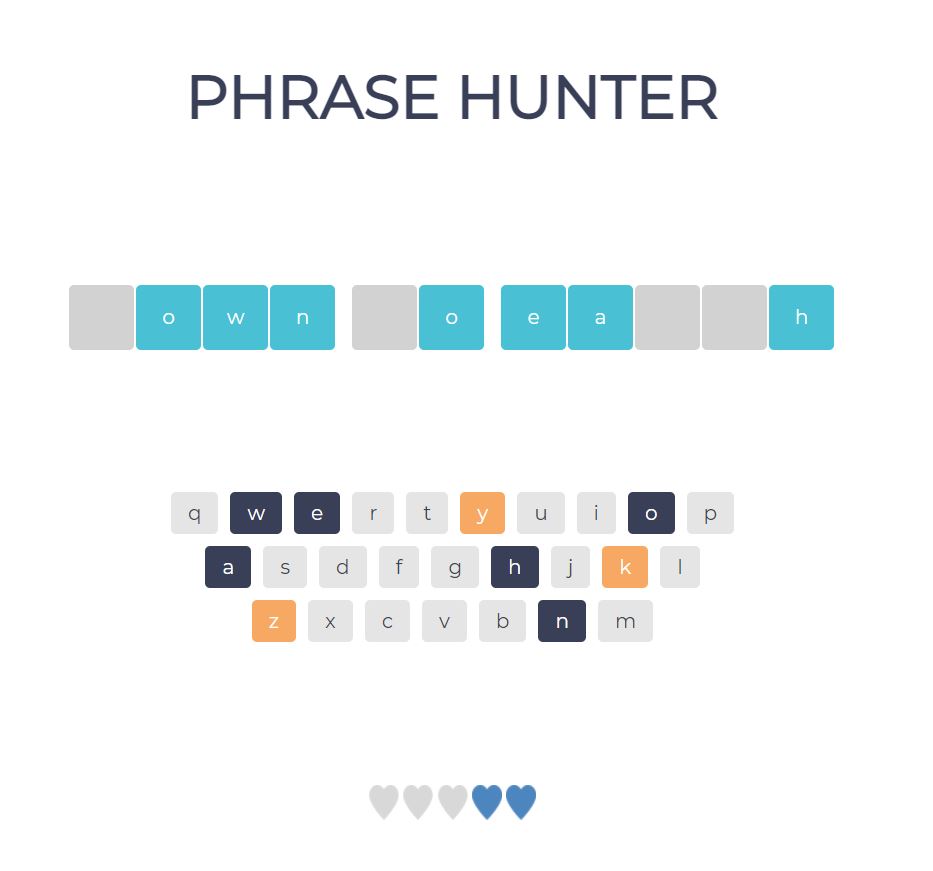 PHRASE HUNTER
o w n o e a h
q w e r t y u i o p
a s d f g h j k l
z x c v b n m